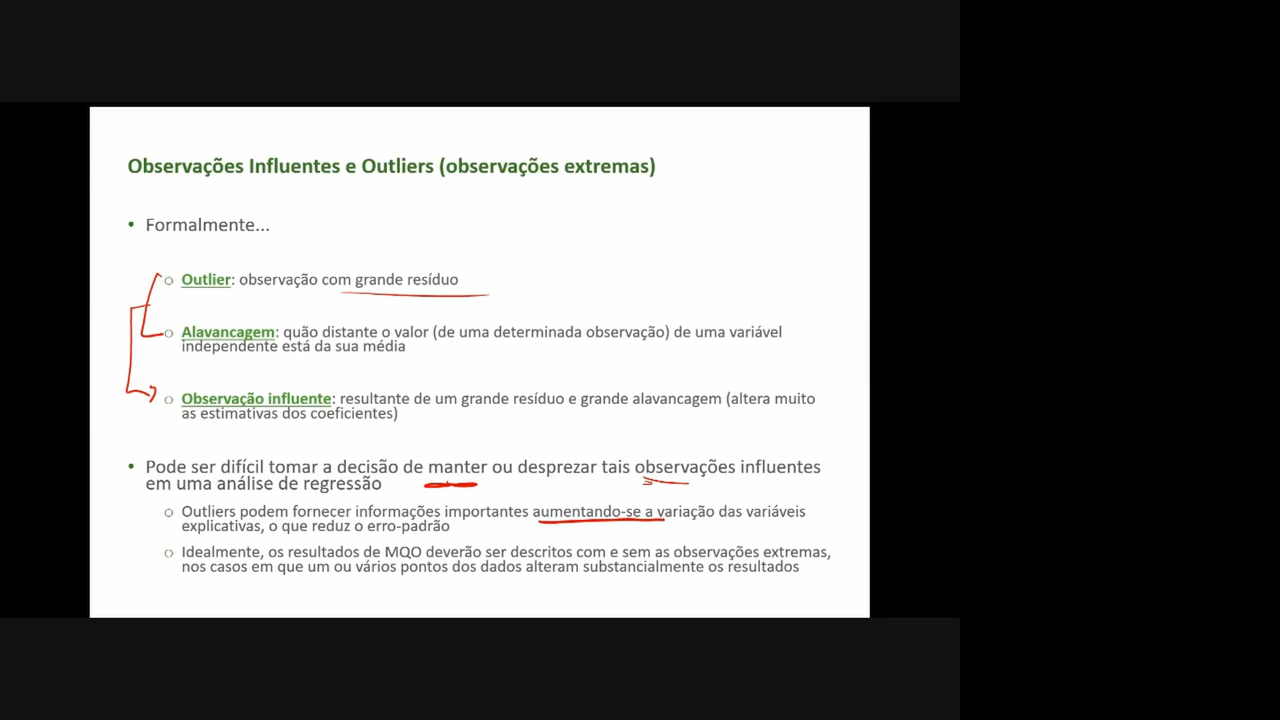 Observações Influentes e Outliers (observações extremas)
• Formalmente...
○ Outlier: observação com grande resíduo
○ Alavancagem: quão distante o valor (de uma determinada observação) de uma variável
independente está da sua média
○ Observação influente: resultante de um grande resíduo e grande alavancagem (altera muito
as estimativas dos coeficientes)
• Pode ser difícil tomar a decisão de manter ou desprezar tais observações influentes
em uma análise de regressão
○ Outliers podem fornecer informações importantes aumentando-se a variação das variáveis
explicativas, o que reduz o erro-padrão
○ Idealmente, os resultados de MQO deverão ser descritos com e sem as observações extremas,
nos casos em que um ou vários pontos dos dados alteram substancialmente os resultados